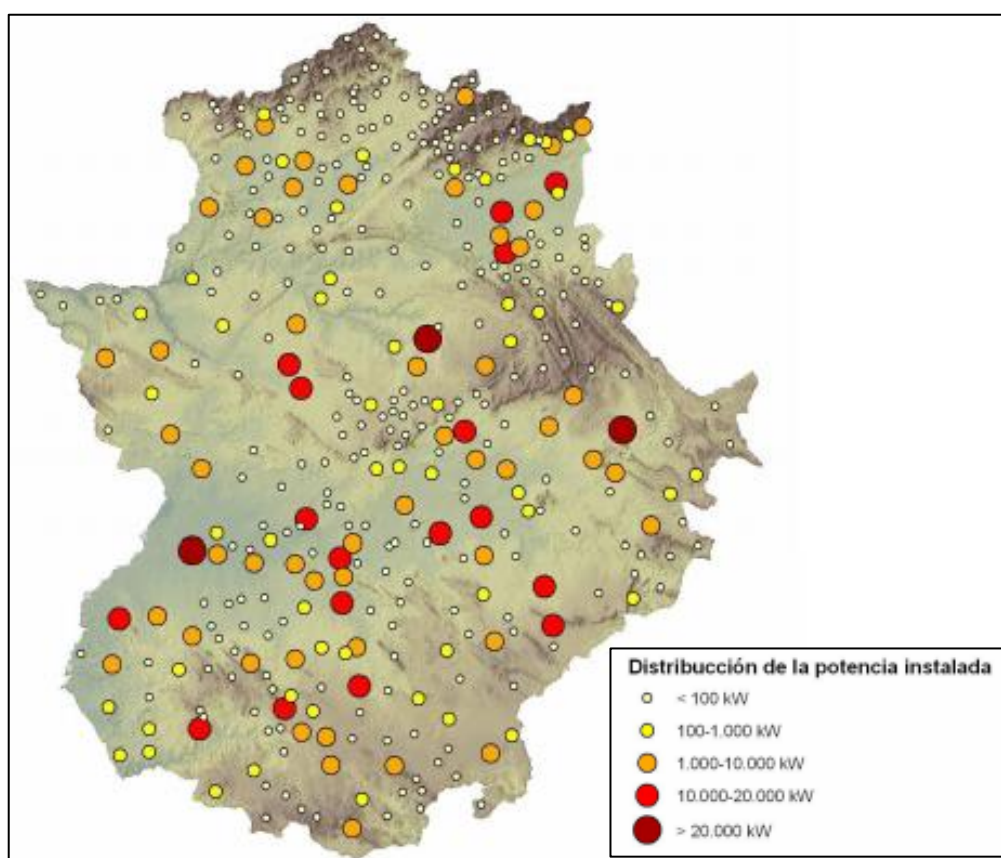 Distribucción de la potencia instalada
< 100 kW
100-1.000 kW
1.000-10.000 kW
10.000-20.000 kW
> 20.000 kW